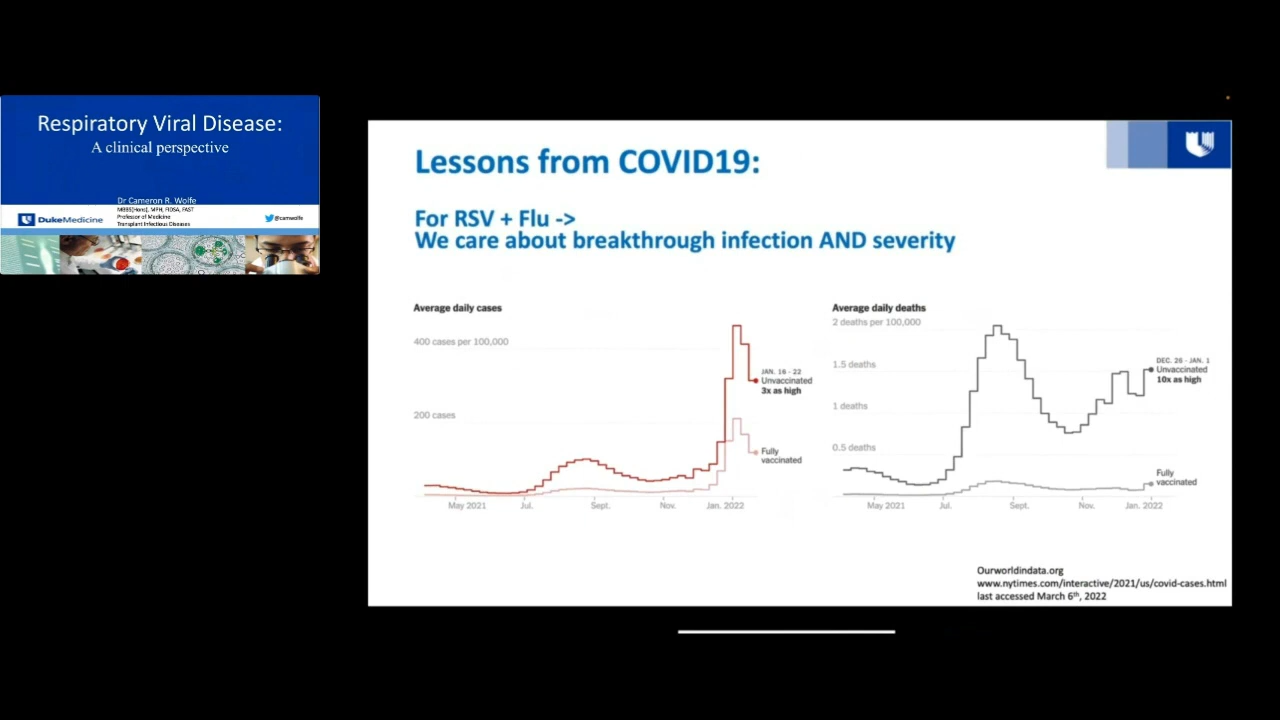 Respiratory Viral Disease:
A clinical perspective
Dr Cameron R. Wolfe
MBBS(Hons), MPH, FIDSA, FAST
Professor of Medicine
Transplant Infectious Diseases
DukeMedicine
@camwolfe
Lessons from COVID19:
For RSV + Flu ->
We care about breakthrough infection AND severity
Average daily cases
400 cases per 100,000
200 cases
JAN. 16 - 22
Unvaccinated
3x as high
Fully
vaccinated
May 2021 Jul. Sept. Nov. Jan. 2022
Average daily deaths
2 deaths per 100,000
1.5 deaths
1 deaths
0.5 deaths
DEC. 26 - JAN. 1
Unvaccinated
10x as high
Fully
vaccinated
May 2021 Jul. Sept. Nov. Jan. 2022
Ourworldindata.org
www.nytimes.com/interactive/2021/us/covid-cases.html
last accessed March 6th, 2022